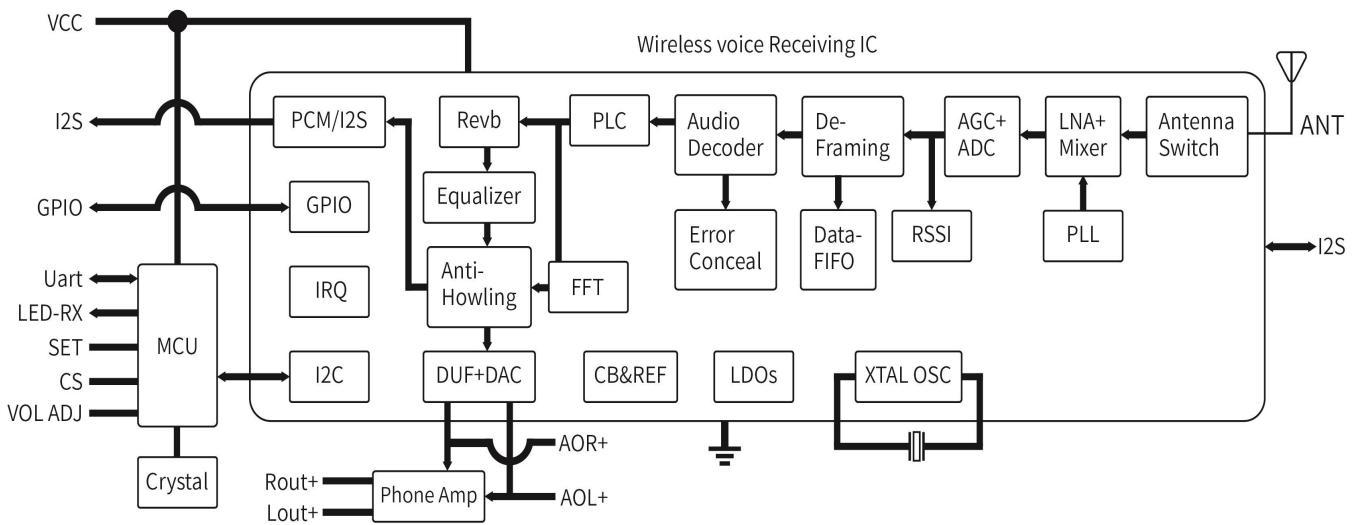 VCC
Wireless voice Receiving IC
I2S
PCM/I2S
Revb
PLC
Audio
Decoder
De-
Framing
AGC+
ADC
LNA+
Mixer
Antenna
Switch
ANT
GPIO
GPIO
Equalizer
Error
Conceal
Data-
FIFO
RSSI
PLL
I2S
Uart
IRQ
Anti-
Howling
FFT
LED-RX
SET
MCU
CS
VOL ADJ
I2C
DUF+DAC
CB&REF
LDOs
XTAL OSC
AOR+
Crystal
Rout+
Lout+
Phone Amp
AOL+